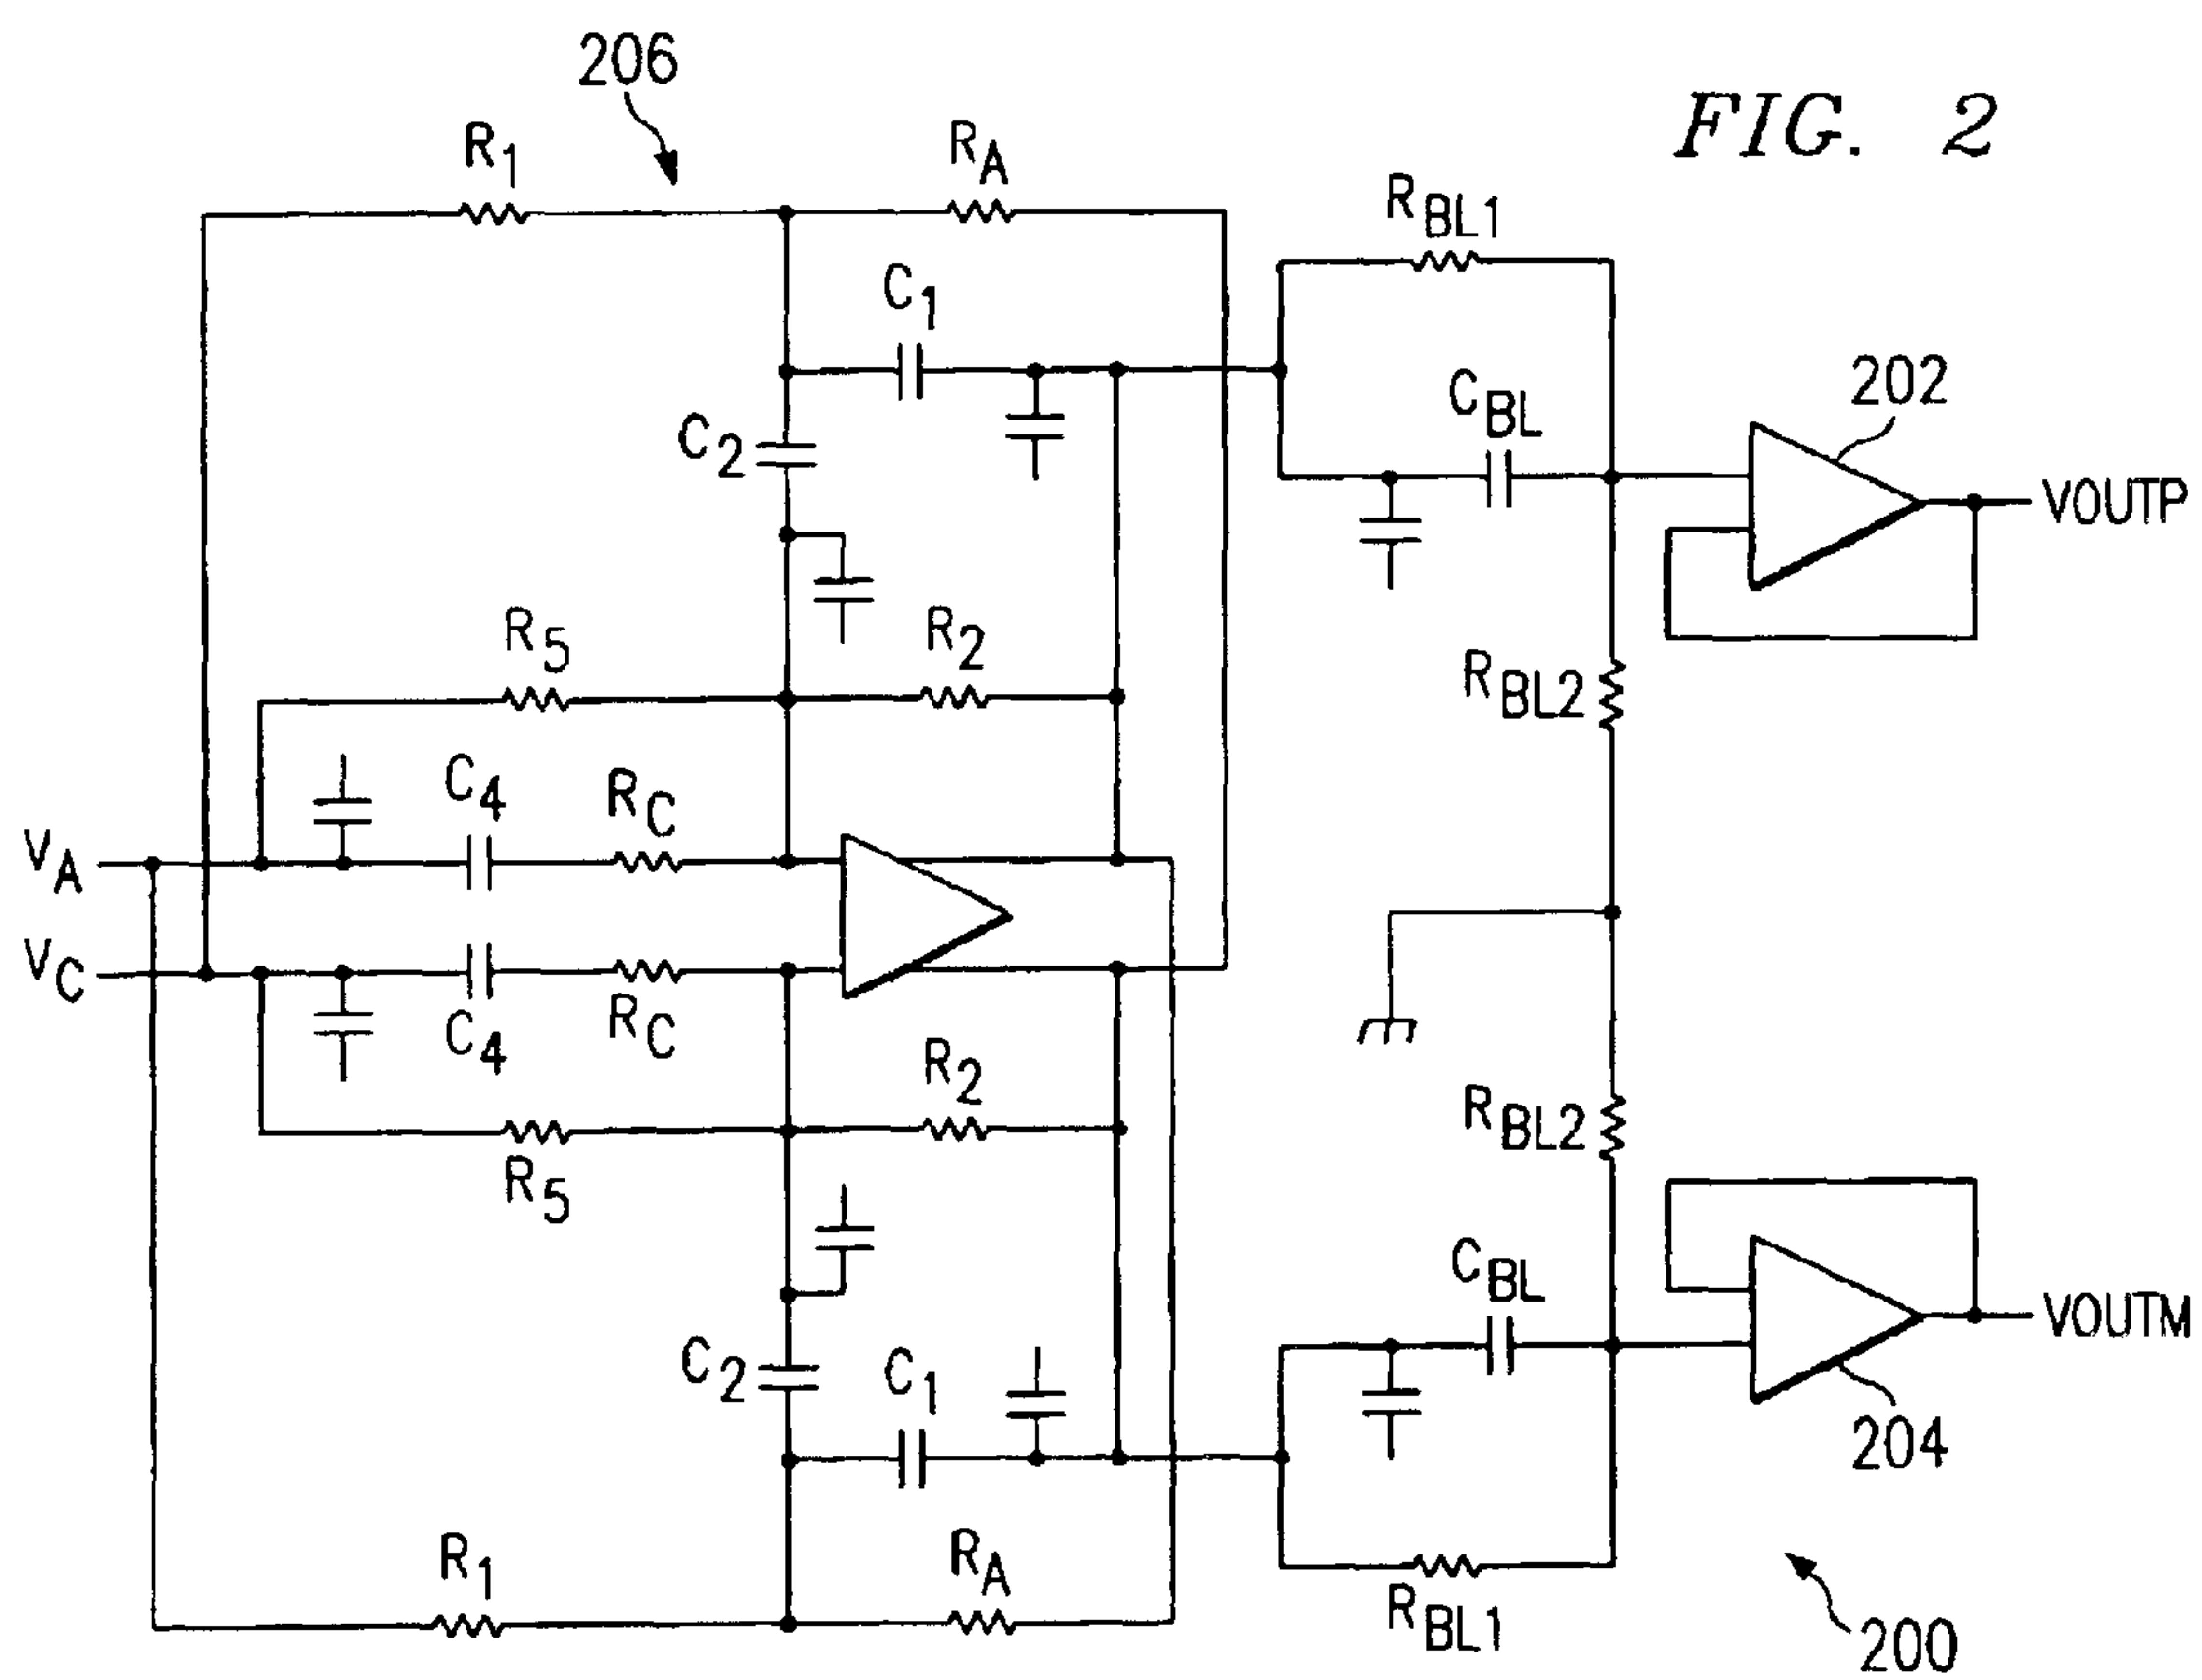 206
FIG. 2
R1
RA
RBL1
C1
CBL
202
C2
VOUTP
R5
R2
RBL2
C4
RC
VA
VC
C4
RC
R2
RBL2
R5
CBL
C2
C1
VOUTM
204
R1
RA
RBL1
200